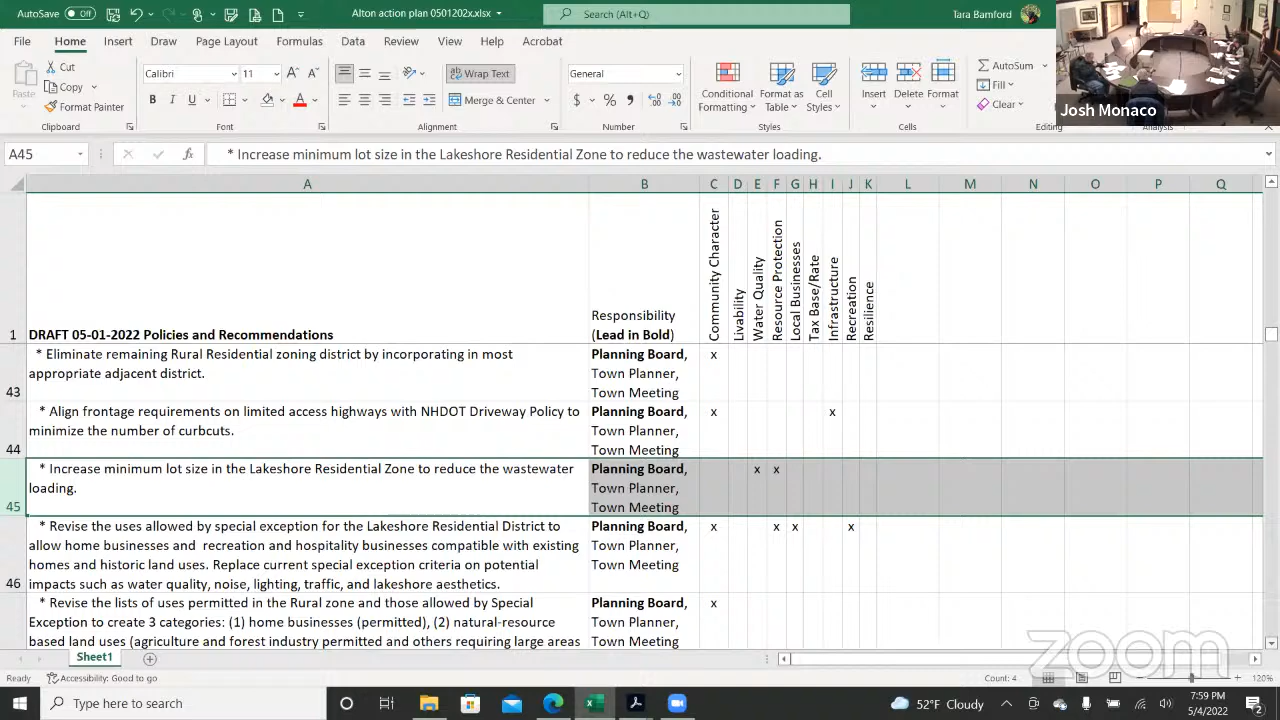 AutoSave Off
Alton action plan 0501202x.xlsx
Search (Alt+Q)
Tara Bamford
File Home Insert Draw Page Layout Formulas Data Review View Help Acrobat
Paste
Cut
Copy
Format Painter
Clipboard
Calibri 11
B I U
Font
Wrap Text
Merge & Center
Alignment
General
$ % ,
Number
Conditional Formatting
Format as Table
Cell Styles
Styles
Insert Delete Format
Cells
AutoSum
Fill
Clear
Editing
Analysis
Josh Monaco
A45
fx
* Increase minimum lot size in the Lakeshore Residential Zone to reduce the wastewater loading.
A B C D E F G H I J K L M N O P Q
1
DRAFT 05-01-2022 Policies and Recommendations
Responsibility
(Lead in Bold)
Community Character
Livability
Water Quality
Resource Protection
Local Businesses
Tax Base/Rate
Infrastructure
Recreation
Resilience
43
* Eliminate remaining Rural Residential zoning district by incorporating in most
appropriate adjacent district.
Planning Board,
Town Planner,
Town Meeting
x
44
* Align frontage requirements on limited access highways with NHDOT Driveway Policy to
minimize the number of curbcuts.
Planning Board,
Town Planner,
Town Meeting
x x
45
* Increase minimum lot size in the Lakeshore Residential Zone to reduce the wastewater
loading.
Planning Board,
Town Planner,
Town Meeting
x x
46
* Revise the uses allowed by special exception for the Lakeshore Residential District to
allow home businesses and recreation and hospitality businesses compatible with existing
homes and historic land uses. Replace current special exception criteria on potential
impacts such as water quality, noise, lighting, traffic, and lakeshore aesthetics.
Planning Board,
Town Planner,
Town Meeting
x x x x
* Revise the lists of uses permitted in the Rural zone and those allowed by Special
Exception to create 3 categories: (1) home businesses (permitted), (2) natural-resource
based land uses (agriculture and forest industry permitted and others requiring large areas
Planning Board,
Town Planner,
Town Meeting
x
zoom
Sheet1
Ready
Accessibility: Good to go
Count: 4
120%
Type here to search
52°F Cloudy
7:59 PM
5/4/2022
2